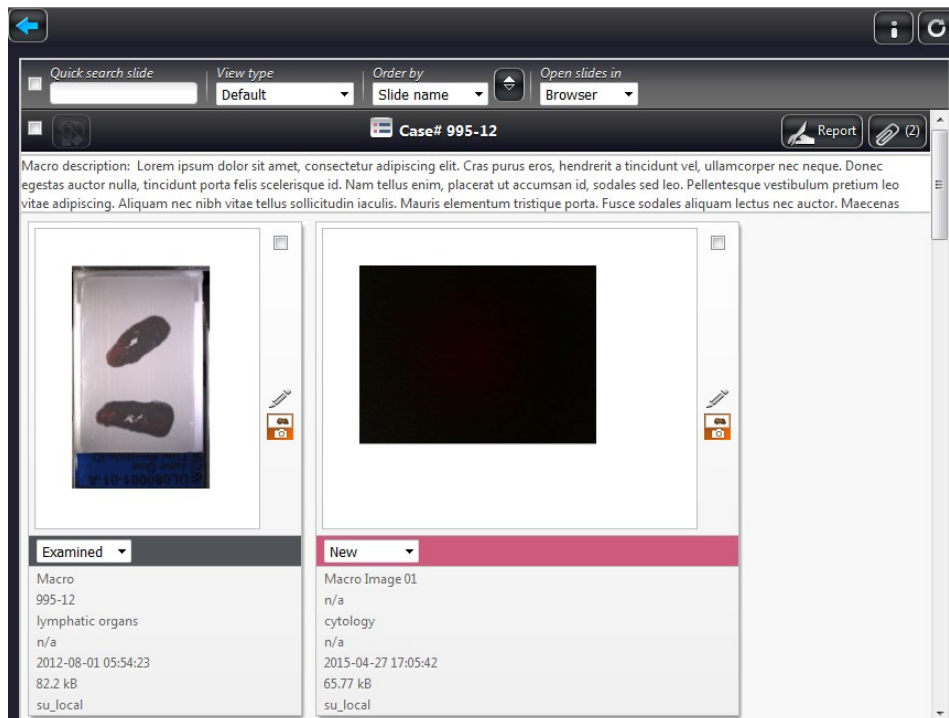 Quick search slide
View type
Default
Order by
Slide name
Open slides in
Browser
Case# 995-12
Report
(2)
Macro description: Lorem ipsum dolor sit amet, consectetur adipiscing elit. Cras purus eros, hendrerit a tincidunt vel, ullamcorper nec neque. Donec
egestas auctor nulla, tincidunt porta felis scelerisque id. Nam tellus enim, placerat ut accumsan id, sodales sed leo. Pellentesque vestibulum pretium leo
vitae adipiscing. Aliquam nec nibh vitae tellus sollicitudin iaculis. Mauris elementum tristique porta. Fusce sodales aliquam lectus nec auctor. Maecenas
Jane Doe
Examined
Macro
995-12
lymphatic organs
n/a
2012-08-01 05:54:23
82.2 kB
su_local
New
Macro Image 01
n/a
cytology
n/a
2015-04-27 17:05:42
65.77 kB
su_local